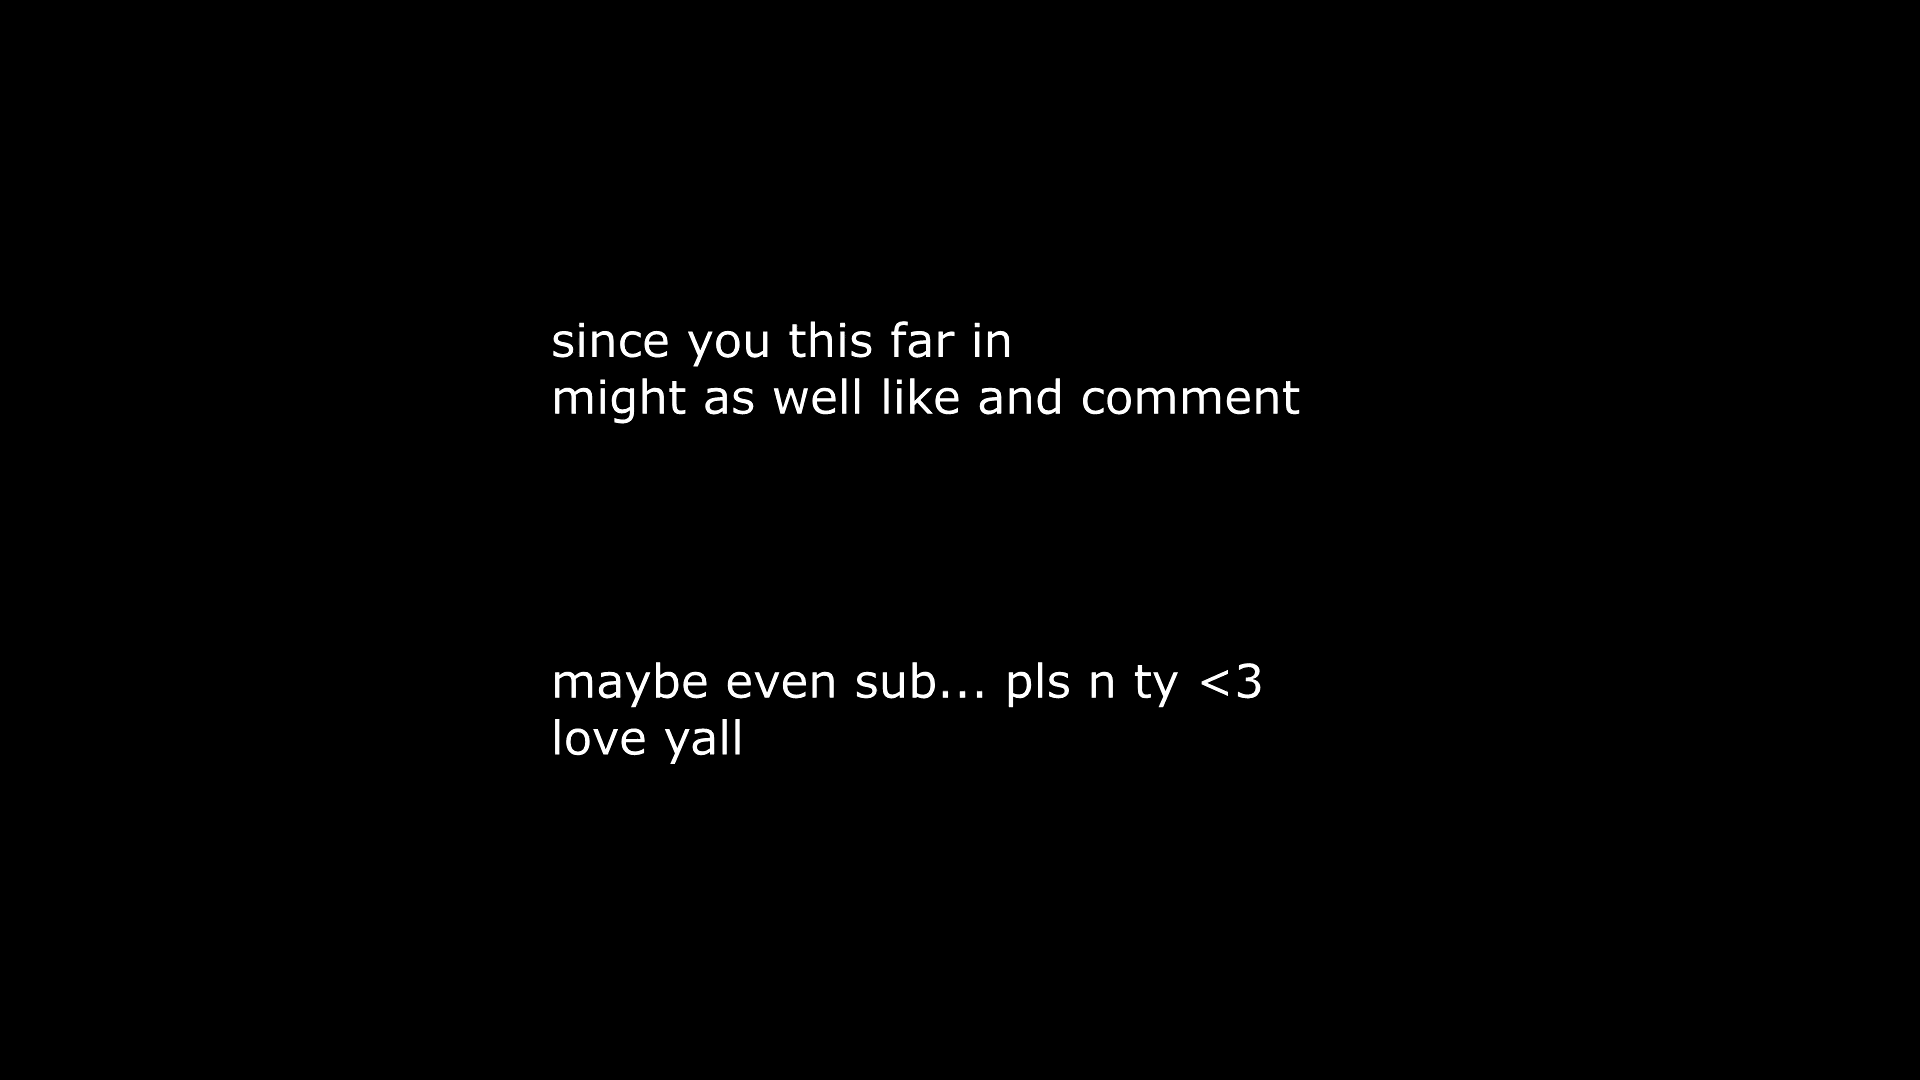 since you this far in
might as well like and comment
maybe even sub... pls n ty <3
love yall